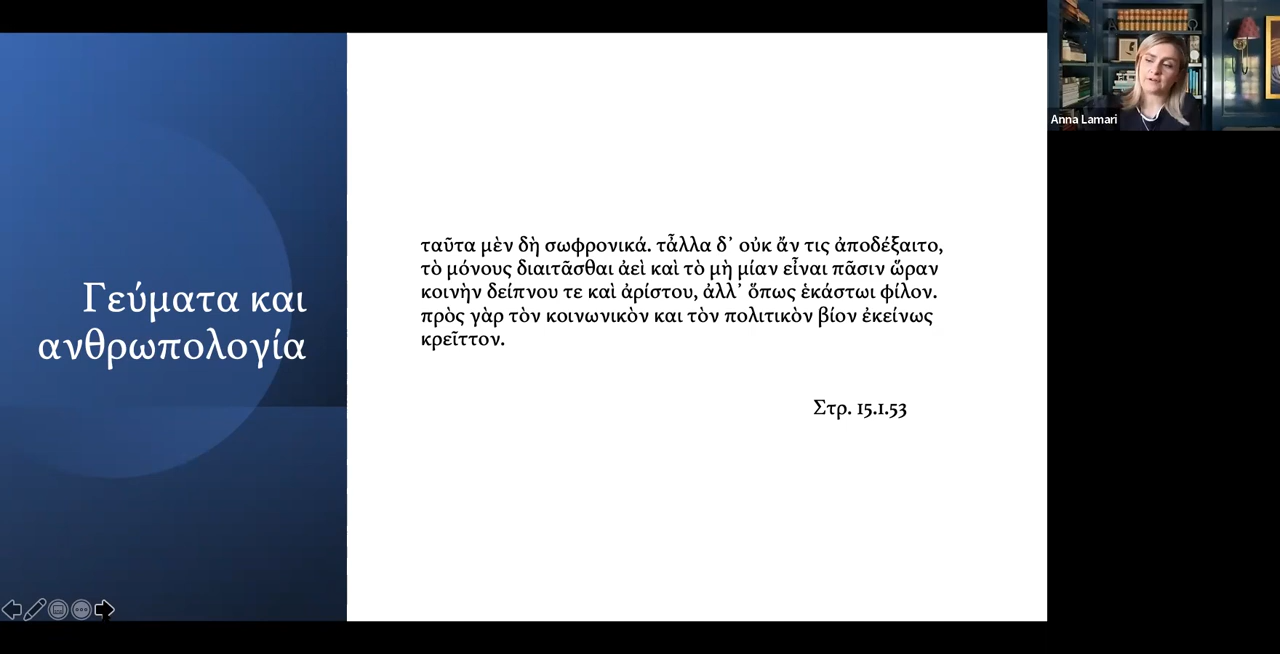 Γεύματα και
ανθρωπολογία
ταῦτα μὲν δὴ σωφρονικά. τἆλλα δ’ οὐκ ἄν τις ἀποδέξαιτο,
τὸ μόνους διαιτᾶσθαι ἀεὶ καὶ τὸ μὴ μίαν εἶναι πᾶσιν ὥραν
κοινὴν δείπνου τε καὶ ἀρίστου, ἀλλ’ ὅπως ἑκάστωι φίλον.
πρὸς γὰρ τὸν κοινωνικὸν και τὸν πολιτικὸν βίον ἐκείνως
κρεῖττον.
Στρ. 15.1.53
Anna Lamari